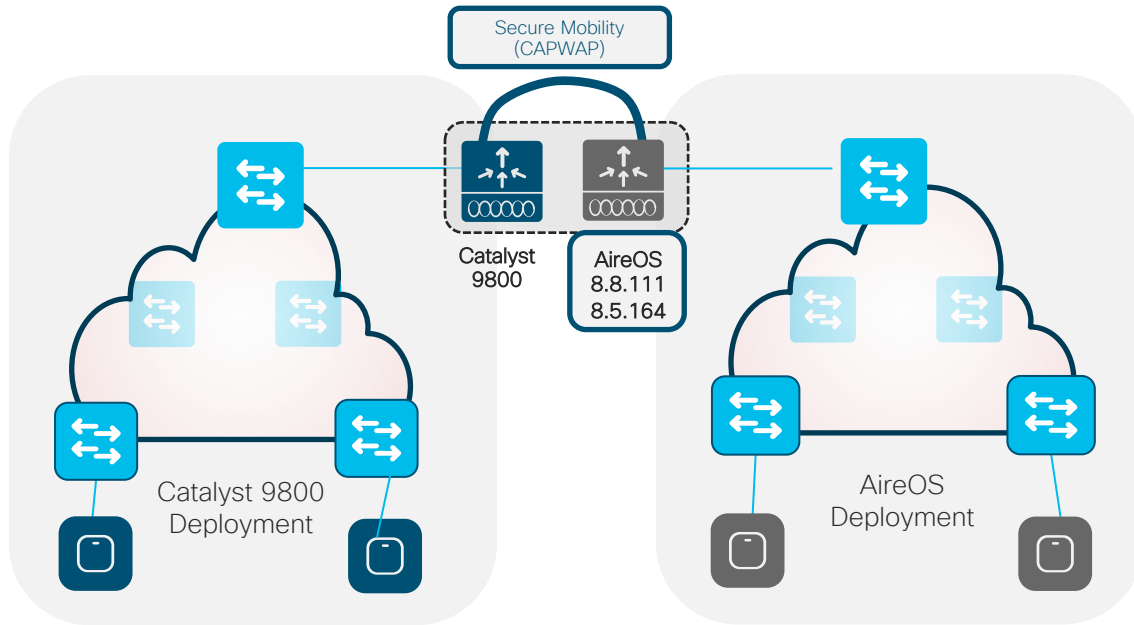 Secure Mobility
(CAPWAP)
Catalyst
9800
AireOS
8.8.111
8.5.164
Catalyst 9800
Deployment
AireOS
Deployment